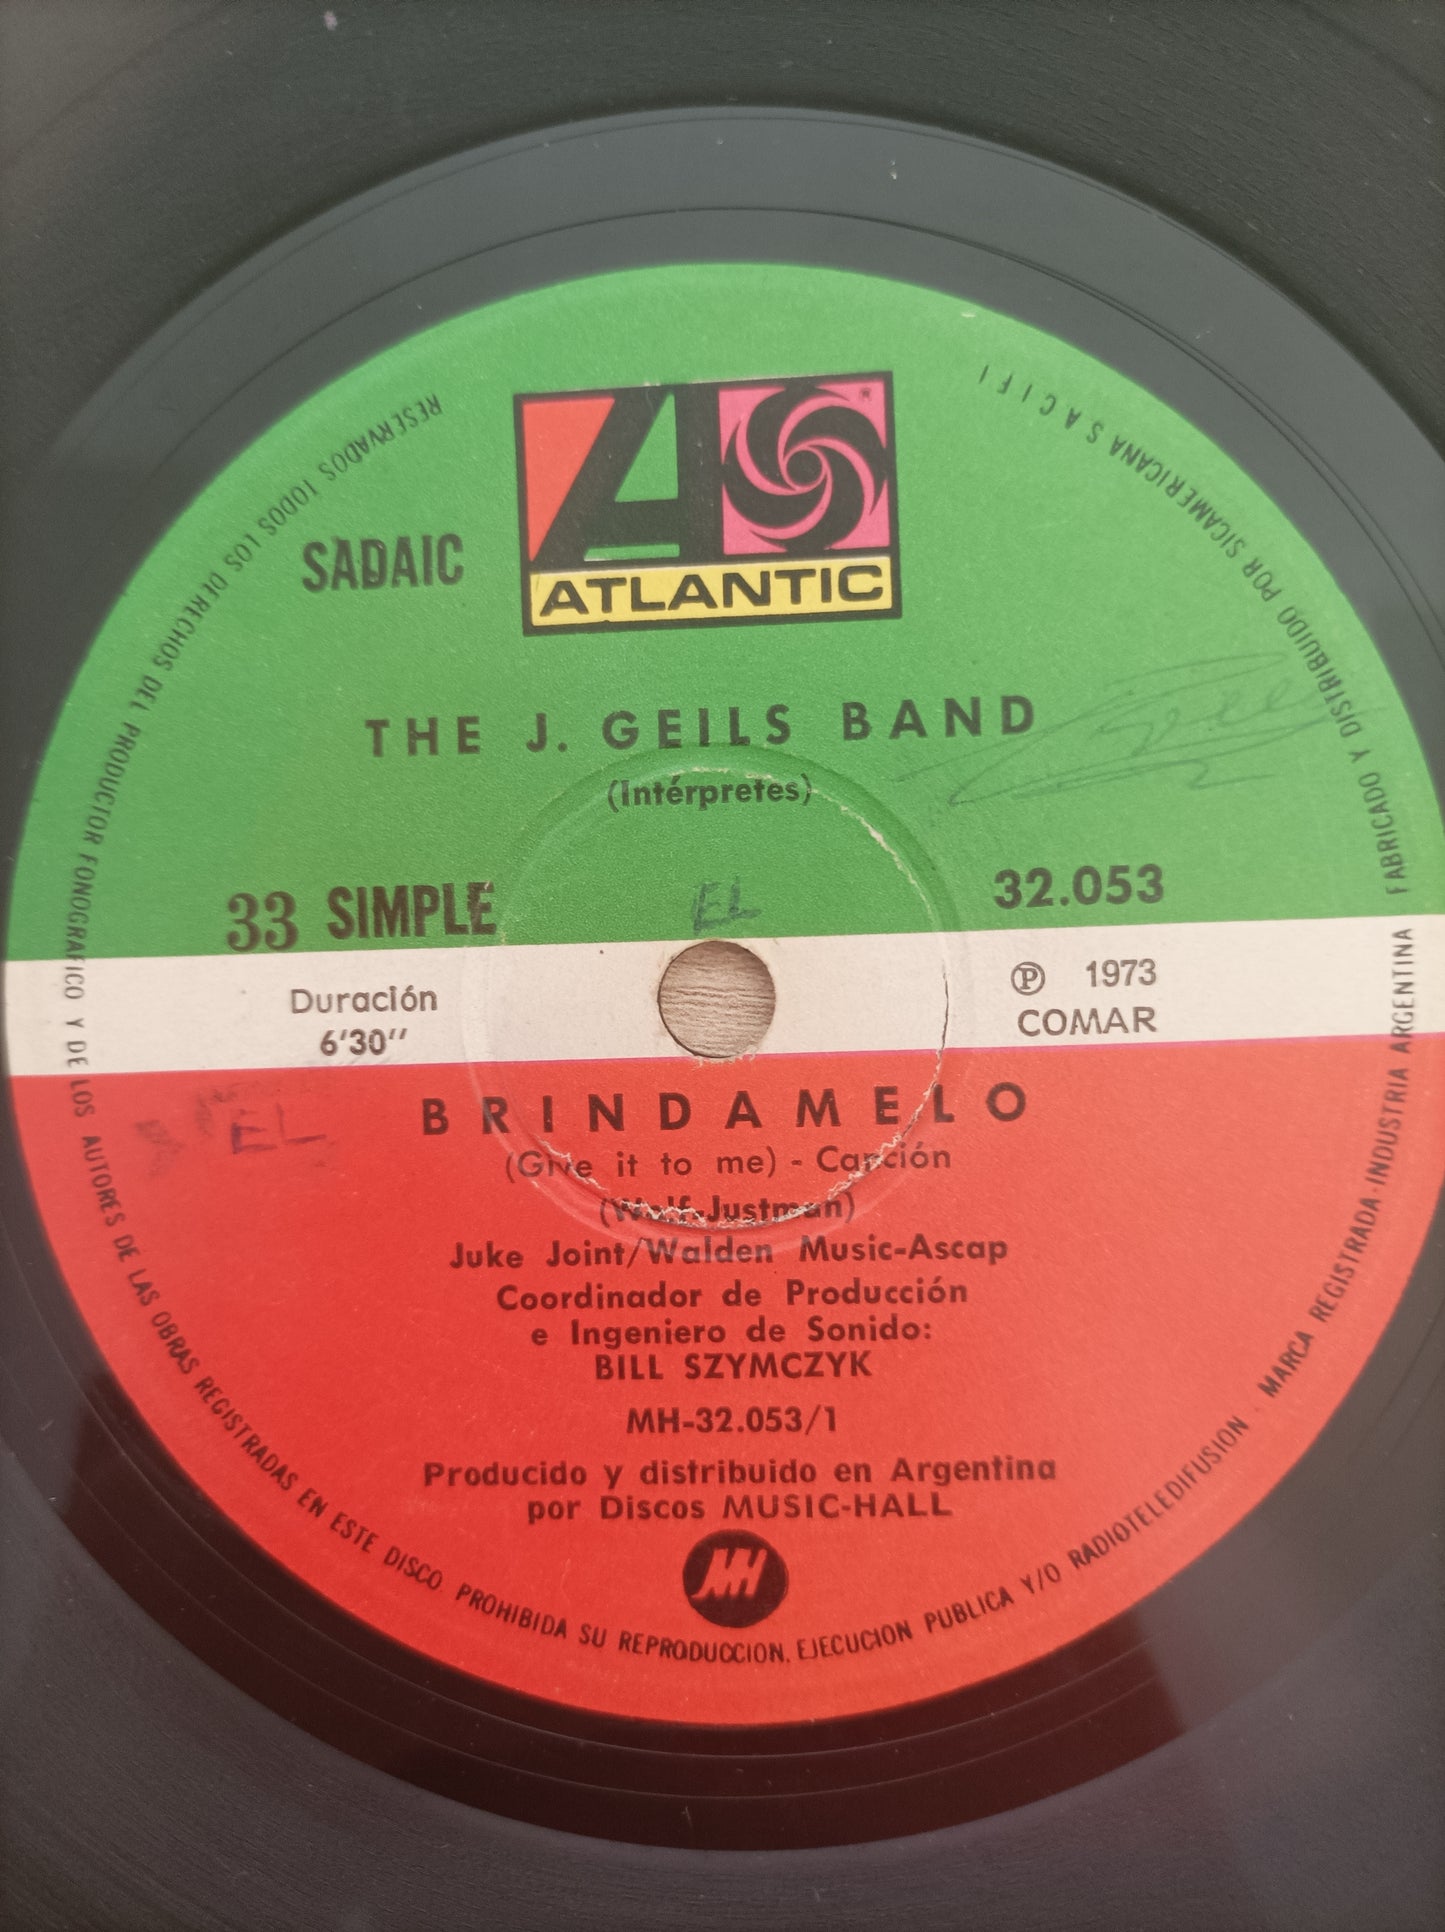 ATLANTIC
®
SADAIC
THE J. GEILS BAND
(Intérpretes)
33 SIMPLE
32.053
EL
Duración
6'30''
℗ 1973
COMAR
EL
BRINDAMELO
(Give it to me) - Canción
(Wolf-Justman)
Juke Joint/Walden Music-Ascap
Coordinador de Producción
e Ingeniero de Sonido:
BILL SZYMCZYK
MH-32.053/1
Producido y distribuido en Argentina
por Discos MUSIC-HALL
MH
RESERVADOS TODOS LOS DERECHOS DEL PRODUCTOR FONOGRAFICO Y DE LOS AUTORES DE LAS OBRAS REGISTRADAS EN ESTE DISCO PROHIBIDA SU REPRODUCCION, EJECUCION PUBLICA Y/O RADIOTELEDIFUSION - MARCA REGISTRADA-INDUSTRIA ARGENTINA FABRICADO Y DISTRIBUIDO POR SICAMERICANA S A C I F I